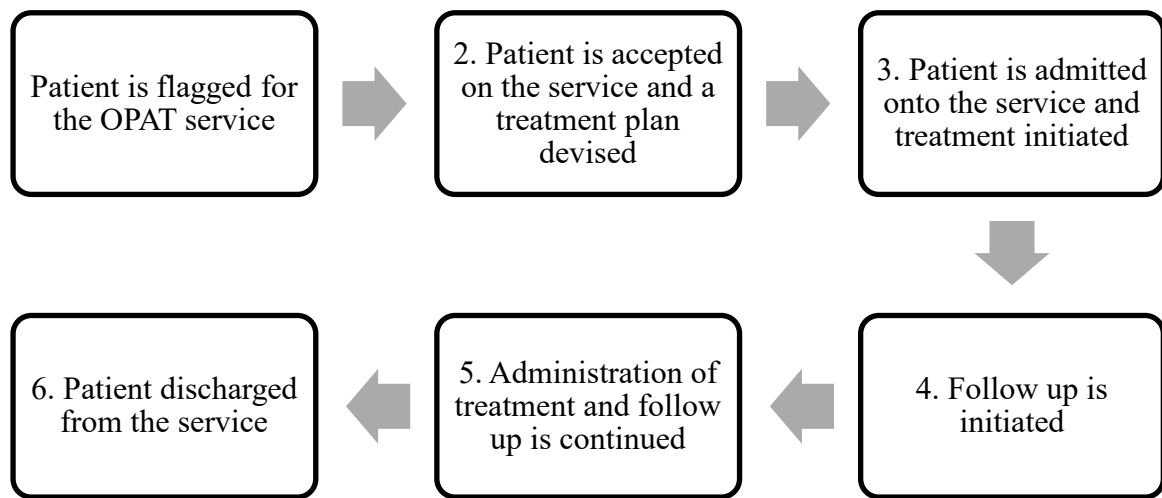 Patient is flagged for
the OPAT service
2. Patient is accepted
on the service and a
treatment plan
devised
3. Patient is admitted
onto the service and
treatment initiated
4. Follow up is
initiated
5. Administration of
treatment and follow
up is continued
6. Patient discharged
from the service